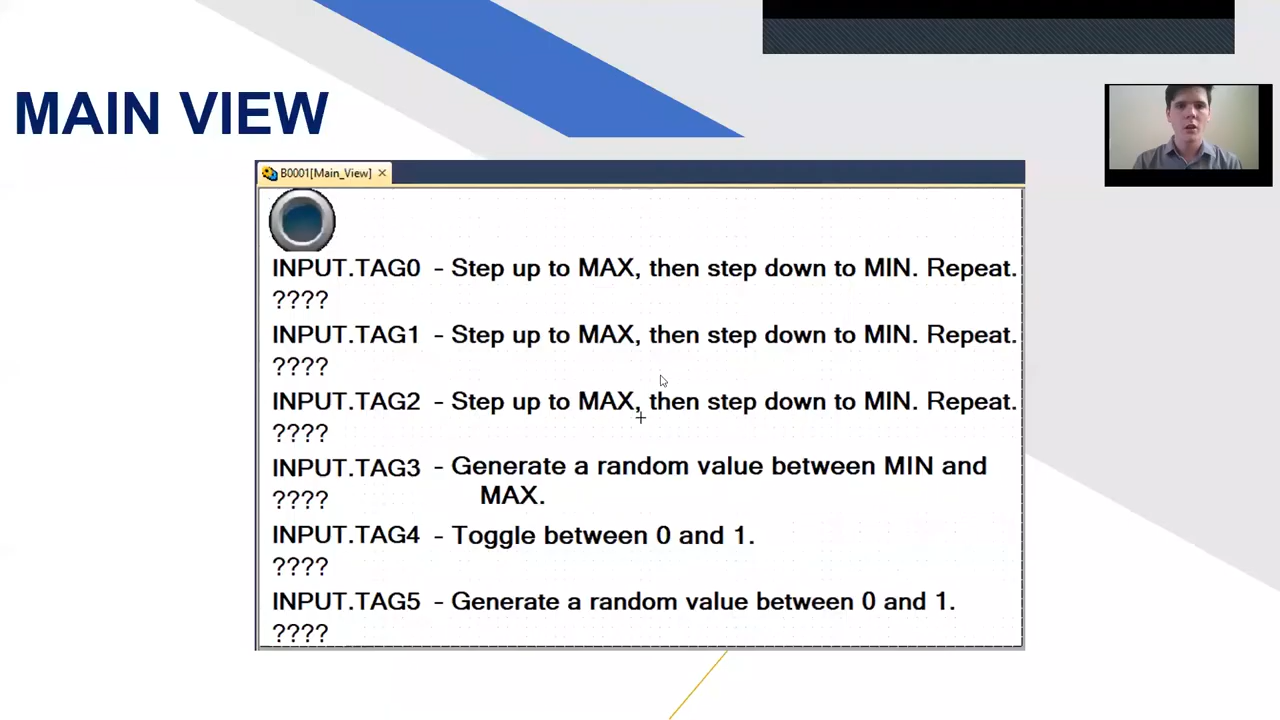 MAIN VIEW
B0001[Main_View]
INPUT.TAG0 - Step up to MAX, then step down to MIN. Repeat.
????
INPUT.TAG1 - Step up to MAX, then step down to MIN. Repeat.
????
INPUT.TAG2 - Step up to MAX, then step down to MIN. Repeat.
????
INPUT.TAG3 - Generate a random value between MIN and
MAX.
????
INPUT.TAG4 - Toggle between 0 and 1.
????
INPUT.TAG5 - Generate a random value between 0 and 1.
????